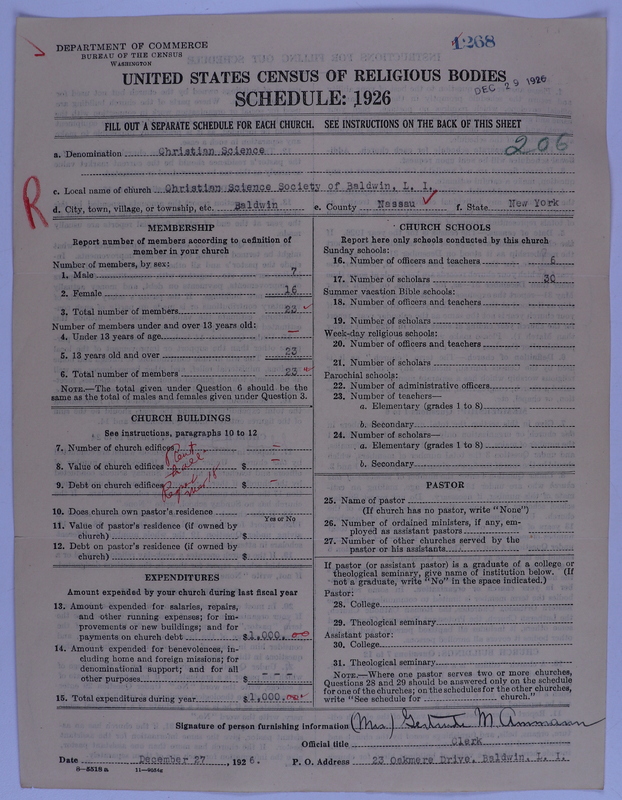 1268
DEPARTMENT OF COMMERCE
BUREAU OF THE CENSUS
WASHINGTON
UNITED STATES CENSUS OF RELIGIOUS BODIES
DEC 29 1926
SCHEDULE: 1926
FILL OUT A SEPARATE SCHEDULE FOR EACH CHURCH. SEE INSTRUCTIONS ON THE BACK OF THIS SHEET
206
a. Denomination Christian Science
R
c. Local name of church Christian Science Society of Baldwin, L. I.
d. City, town, village, or township, etc. Baldwin e. County Nassau f. State New York
MEMBERSHIP
Report number of members according to definition of
member in your church
Number of members, by sex:
1. Male 7
2. Female 16
3. Total number of members 23
Number of members under and over 13 years old:
4. Under 13 years of age —
5. 13 years old and over 23
6. Total number of members 23
NOTE.—The total given under Question 6 should be the
same as the total of males and females given under Question 3.
CHURCH BUILDINGS
See instructions, paragraphs 10 to 12
7. Number of church edifices —
Rent
8. Value of church edifices $ —
9. Debt on church edifices $ —
10. Does church own pastor's residence
Yes or No
11. Value of pastor's residence (if owned by
church) $
12. Debt on pastor's residence (if owned by
church) $
EXPENDITURES
Amount expended by your church during last fiscal year
13. Amount expended for salaries, repairs,
and other running expenses; for im-
provements or new buildings; and for
payments on church debt $1,000.00
14. Amount expended for benevolences, in-
cluding home and foreign missions; for
denominational support; and for all
other purposes $ - - -
15. Total expenditures during year $1,000.00
CHURCH SCHOOLS
Report here only schools conducted by this church
Sunday schools:
16. Number of officers and teachers 6
17. Number of scholars 30
Summer vacation Bible schools:
18. Number of officers and teachers
19. Number of scholars
Week-day religious schools:
20. Number of officers and teachers
21. Number of scholars
Parochial schools:
22. Number of administrative officers
23. Number of teachers—
a. Elementary (grades 1 to 8)
b. Secondary
24. Number of scholars—
a. Elementary (grades 1 to 8)
b. Secondary
PASTOR
25. Name of pastor
(If church has no pastor, write "None")
26. Number of ordained ministers, if any, em-
ployed as assistant pastors
27. Number of other churches served by the
pastor or his assistants
If pastor (or assistant pastor) is a graduate of a college or
theological seminary, give name of institution below. (If
not a graduate, write "No" in the space indicated.)
Pastor:
28. College
29. Theological seminary
Assistant pastor:
30. College
31. Theological seminary
NOTE.—Where one pastor serves two or more churches,
Questions 28 and 29 should be answered only on the schedule
for one of the churches; on the schedules for the other churches,
write "See schedule for church."
Signature of person furnishing information (Mrs) Gertrude M. Ammann
Official title Clerk
Date December 27, 1926. P. O. Address 23 Oakmere Drive, Baldwin, L. I.
8—5518a 11—9054g